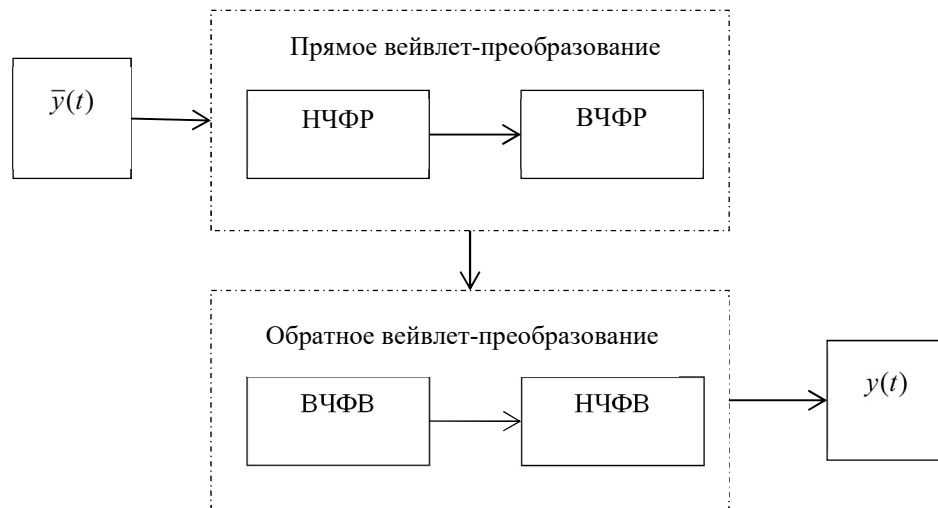 Прямое вейвлет-преобразование
ȳ(t)
НЧФР
ВЧФР
Обратное вейвлет-преобразование
ВЧФВ
НЧФВ
y(t)